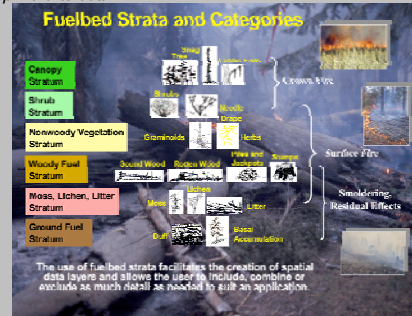 Fuelbed Strata and Categories
Snag
Tree
Canopy
Stratum
Crown Fire
Shrub
Stratum
Shrubs
Needle
Drape
Nonwoody Vegetation
Stratum
Graminoids
Herbs
Surface Fire
Woody Fuel
Stratum
Sound Wood
Rotten Wood
Piles and
Jackpots
Stumps
Moss, Lichen, Litter
Stratum
Moss
Lichen
Litter
Smoldering,
Residual Effects
Ground Fuel
Stratum
Duff
Basal
Accumulation
The use of fuelbed strata facilitates the creation of spatial
data layers and allows the user to include, combine or
exclude as much detail as needed to suit an application.